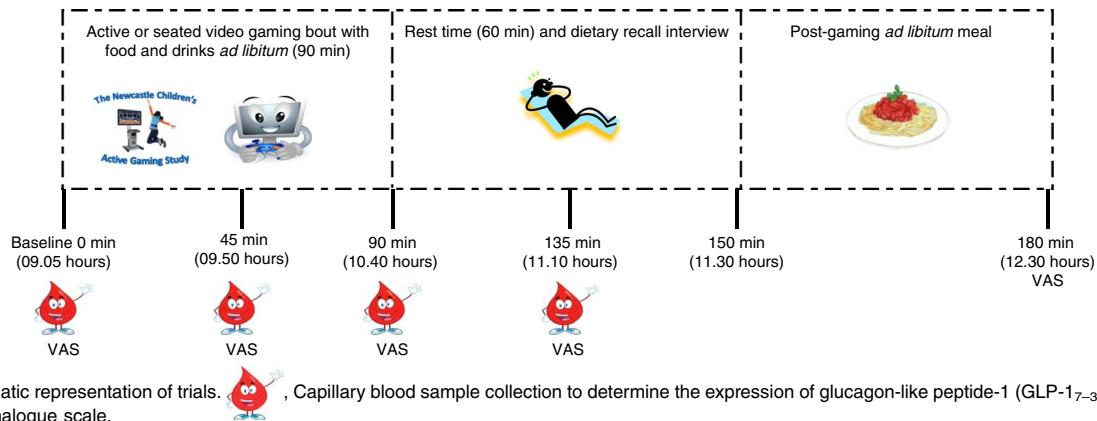 Active or seated video gaming bout with
food and drinks ad libitum (90 min)
Rest time (60 min) and dietary recall interview
Post-gaming ad libitum meal
The Newcastle Children's
Active Gaming Study
Baseline 0 min
(09.05 hours)
VAS
45 min
(09.50 hours)
VAS
90 min
(10.40 hours)
VAS
135 min
(11.10 hours)
VAS
150 min
(11.30 hours)
180 min
(12.30 hours)
VAS
atic representation of trials. , Capillary blood sample collection to determine the expression of glucagon-like peptide-1 (GLP-1₇₋₃
alogue scale.